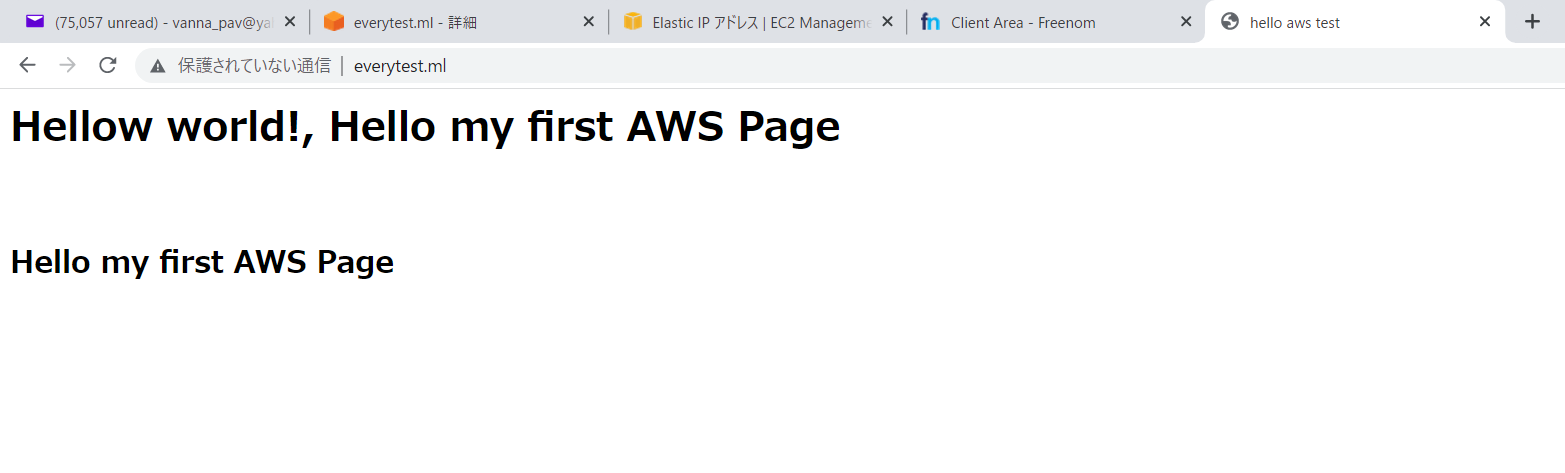 (75,057 unread) - vanna_pav@ya
everytest.ml - 詳細
Elastic IP アドレス | EC2 Manageme
Client Area - Freenom
hello aws test
保護されていない通信 | everytest.ml
Hellow world!, Hello my first AWS Page
Hello my first AWS Page